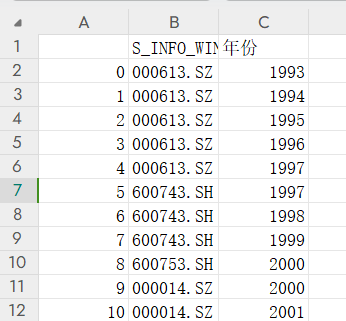 A B C
1 S_INFO_WIN 年份
2 0 000613.SZ 1993
3 1 000613.SZ 1994
4 2 000613.SZ 1995
5 3 000613.SZ 1996
6 4 000613.SZ 1997
7 5 600743.SH 1997
8 6 600743.SH 1998
9 7 600743.SH 1999
10 8 600753.SH 2000
11 9 000014.SZ 2000
12 10 000014.SZ 2001